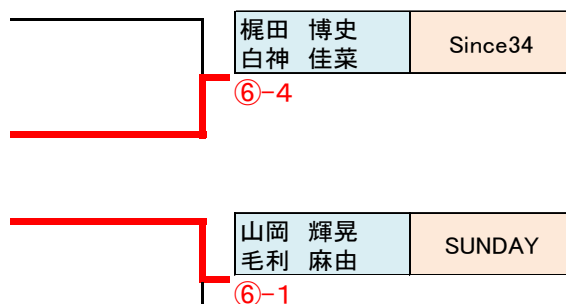 梶田 博史
白神 佳菜
Since34
⑥-4
山岡 輝晃
毛利 麻由
SUNDAY
⑥-1